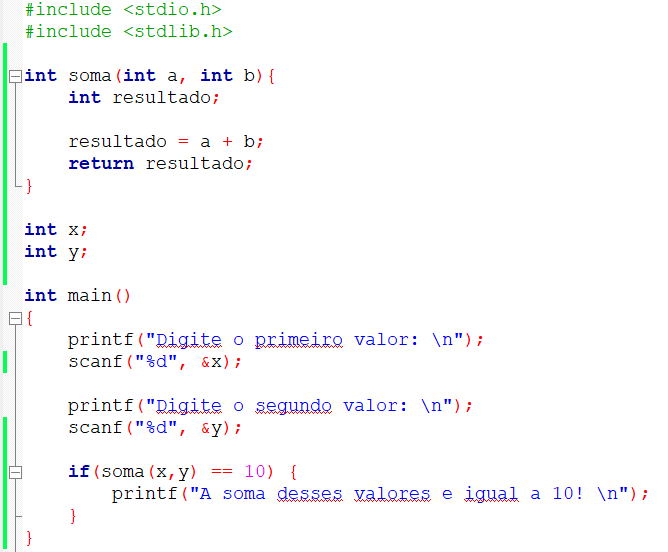 #include <stdio.h>
#include <stdlib.h>
int soma(int a, int b){
int resultado;
resultado = a + b;
return resultado;
}
int x;
int y;
int main()
{
printf("Digite o primeiro valor: \n");
scanf("%d", &x);
printf("Digite o segundo valor: \n");
scanf("%d", &y);
if(soma(x,y) == 10) {
printf("A soma desses valores e igual a 10! \n");
}
}